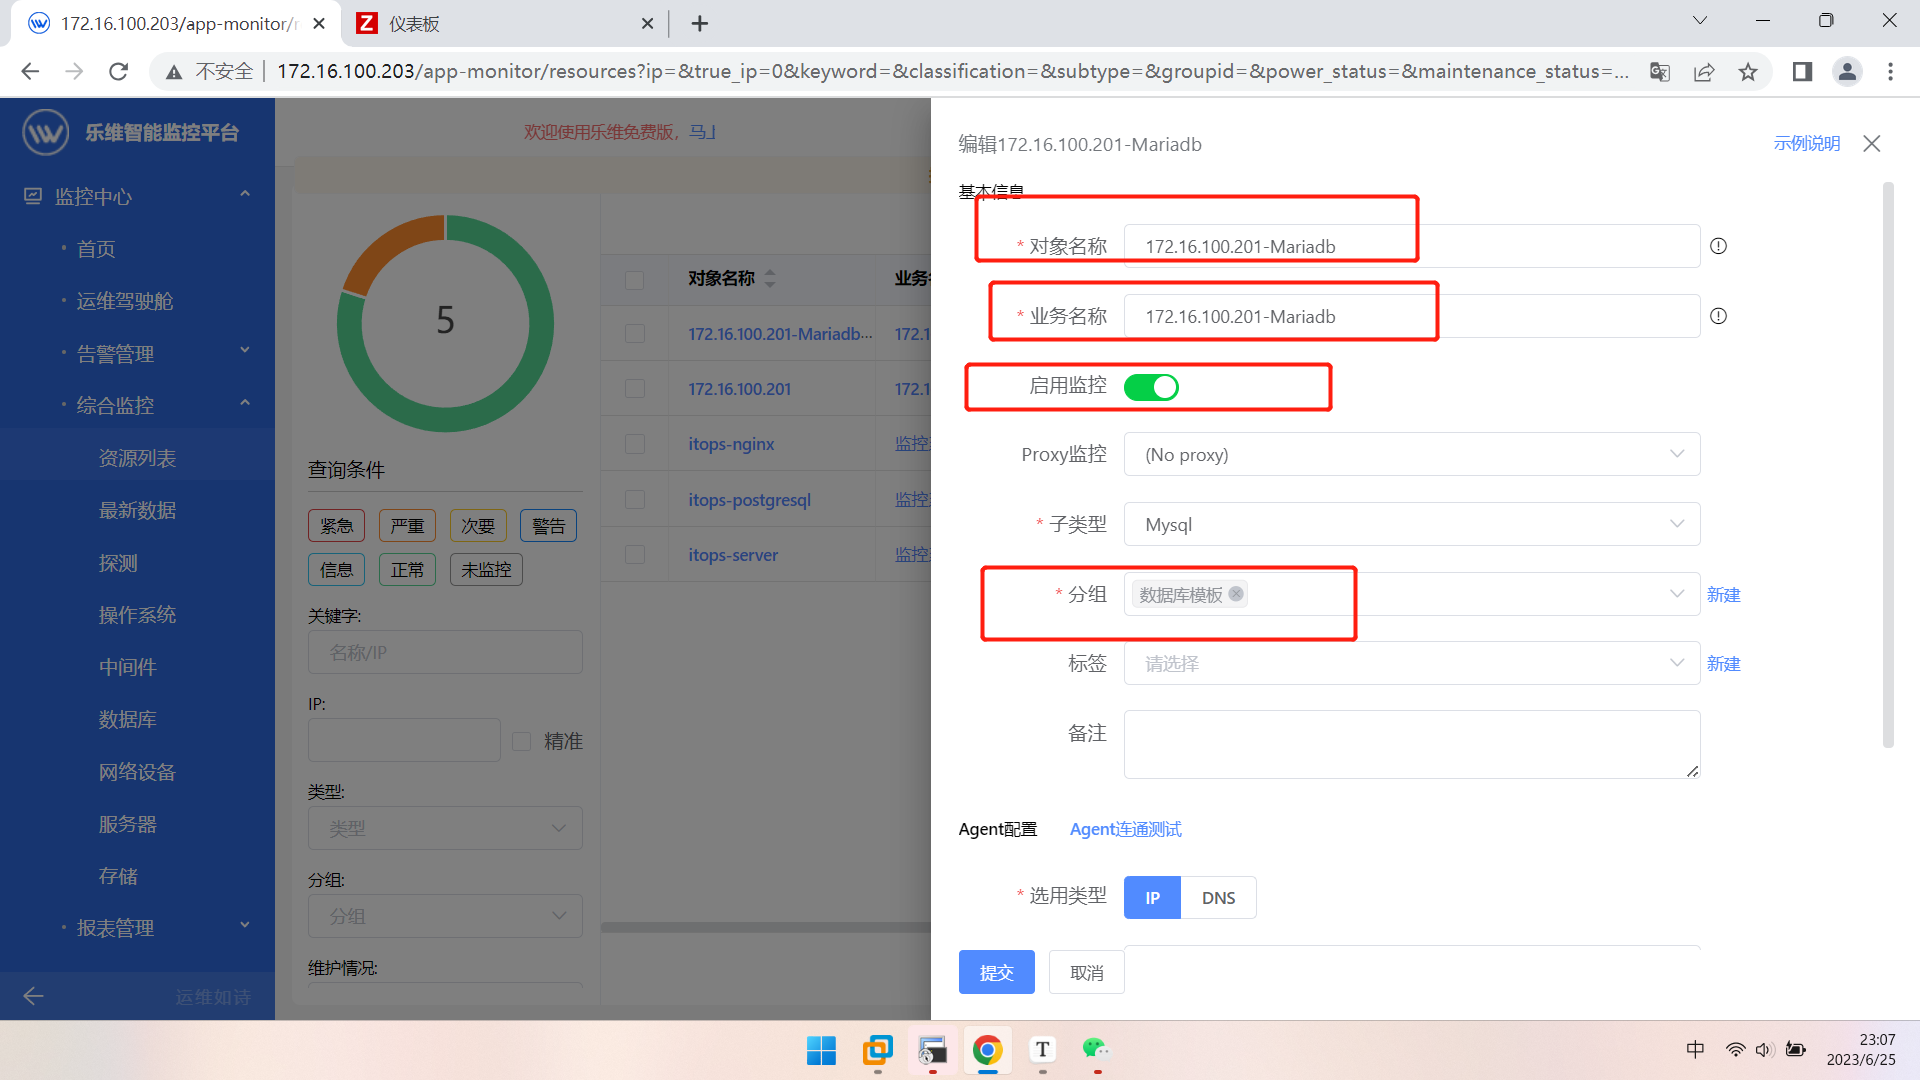 172.16.100.203/app-monitor/r
仪表板
不安全
172.16.100.203/app-monitor/resources?ip=&true_ip=0&keyword=&classification=&subtype=&groupid=&power_status=&maintenance_status=...
乐维智能监控平台
监控中心
首页
运维驾驶舱
告警管理
综合监控
资源列表
最新数据
探测
操作系统
中间件
数据库
网络设备
服务器
存储
报表管理
运维如诗
欢迎使用乐维免费版，马上
5
查询条件
紧急 严重 次要 警告
信息 正常 未监控
关键字:
名称/IP
IP:
精准
类型:
类型
分组:
分组
维护情况:
对象名称
172.16.100.201-Mariadb... 172.1
172.16.100.201 172.1
itops-nginx 监控
itops-postgresql 监控
itops-server 监控
编辑172.16.100.201-Mariadb
示例说明
基本信息
* 对象名称 172.16.100.201-Mariadb
* 业务名称 172.16.100.201-Mariadb
启用监控
Proxy监控 (No proxy)
* 子类型 Mysql
* 分组 数据库模板 新建
标签 请选择 新建
备注
Agent配置 Agent连通测试
* 选用类型 IP DNS
提交 取消
中
23:07
2023/6/25